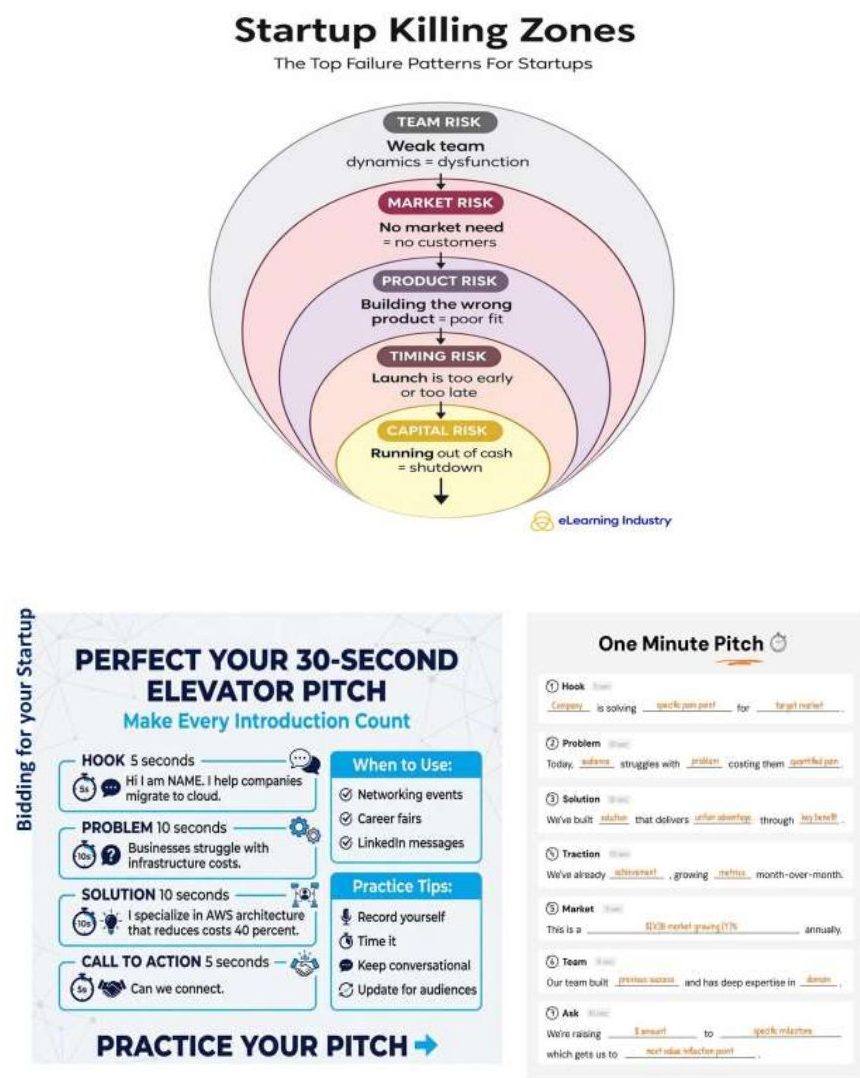 Startup Killing Zones
The Top Failure Patterns For Startups
TEAM RISK
Weak team
dynamics = dysfunction
MARKET RISK
No market need
= no customers
PRODUCT RISK
Building the wrong
product = poor fit
TIMING RISK
Launch is too early
or too late
CAPITAL RISK
Running out of cash
= shutdown
eLearning Industry
Bidding for your Startup
PERFECT YOUR 30-SECOND
ELEVATOR PITCH
Make Every Introduction Count
HOOK 5 seconds
5s
Hi I am NAME. I help companies
migrate to cloud.
PROBLEM 10 seconds
10s
Businesses struggle with
infrastructure costs.
SOLUTION 10 seconds
10s
I specialize in AWS architecture
that reduces costs 40 percent.
CALL TO ACTION 5 seconds
5s
Can we connect.
When to Use:
Networking events
Career fairs
LinkedIn messages
Practice Tips:
Record yourself
Time it
Keep conversational
Update for audiences
PRACTICE YOUR PITCH
One Minute Pitch
1 Hook
Company is solving specific pain point for target market.
2 Problem
Today, audience struggles with problem costing them quantified pain.
3 Solution
We've built solution that delivers unfair advantage through key benefit.
4 Traction
We've already achievement, growing metrics month-over-month.
5 Market
This is a $(X)B market growing (Y)% annually.
6 Team
Our team built previous success and has deep expertise in domain.
7 Ask
We're raising $ amount to specific milestone
which gets us to next value inflection point.